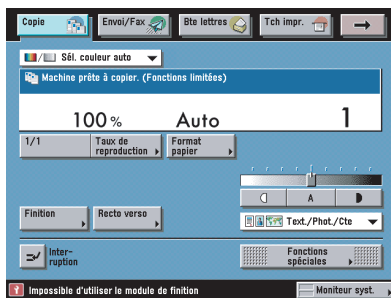 Copie Envoi/Fax Bte lettres Tch impr.
Sél. couleur auto
Machine prête à copier. (Fonctions limitées)
100 % Auto 1
1/1 Taux de reproduction Format papier
A
Finition Recto verso
Text./Phot./Cte
Inter-
ruption
Fonctions
spéciales
Impossible d'utiliser le module de finition Moniteur syst.